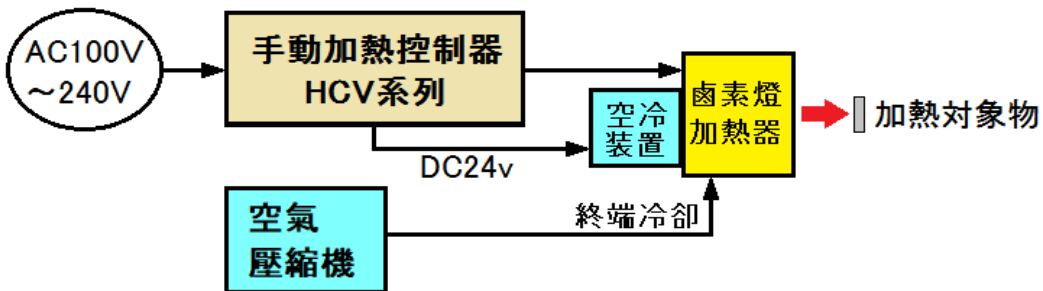 AC100V
～240V
手動加熱控制器
HCV系列
鹵素燈
加熱器
空冷
装置
加熱対象物
DC24v
空氣
壓縮機
終端冷卻